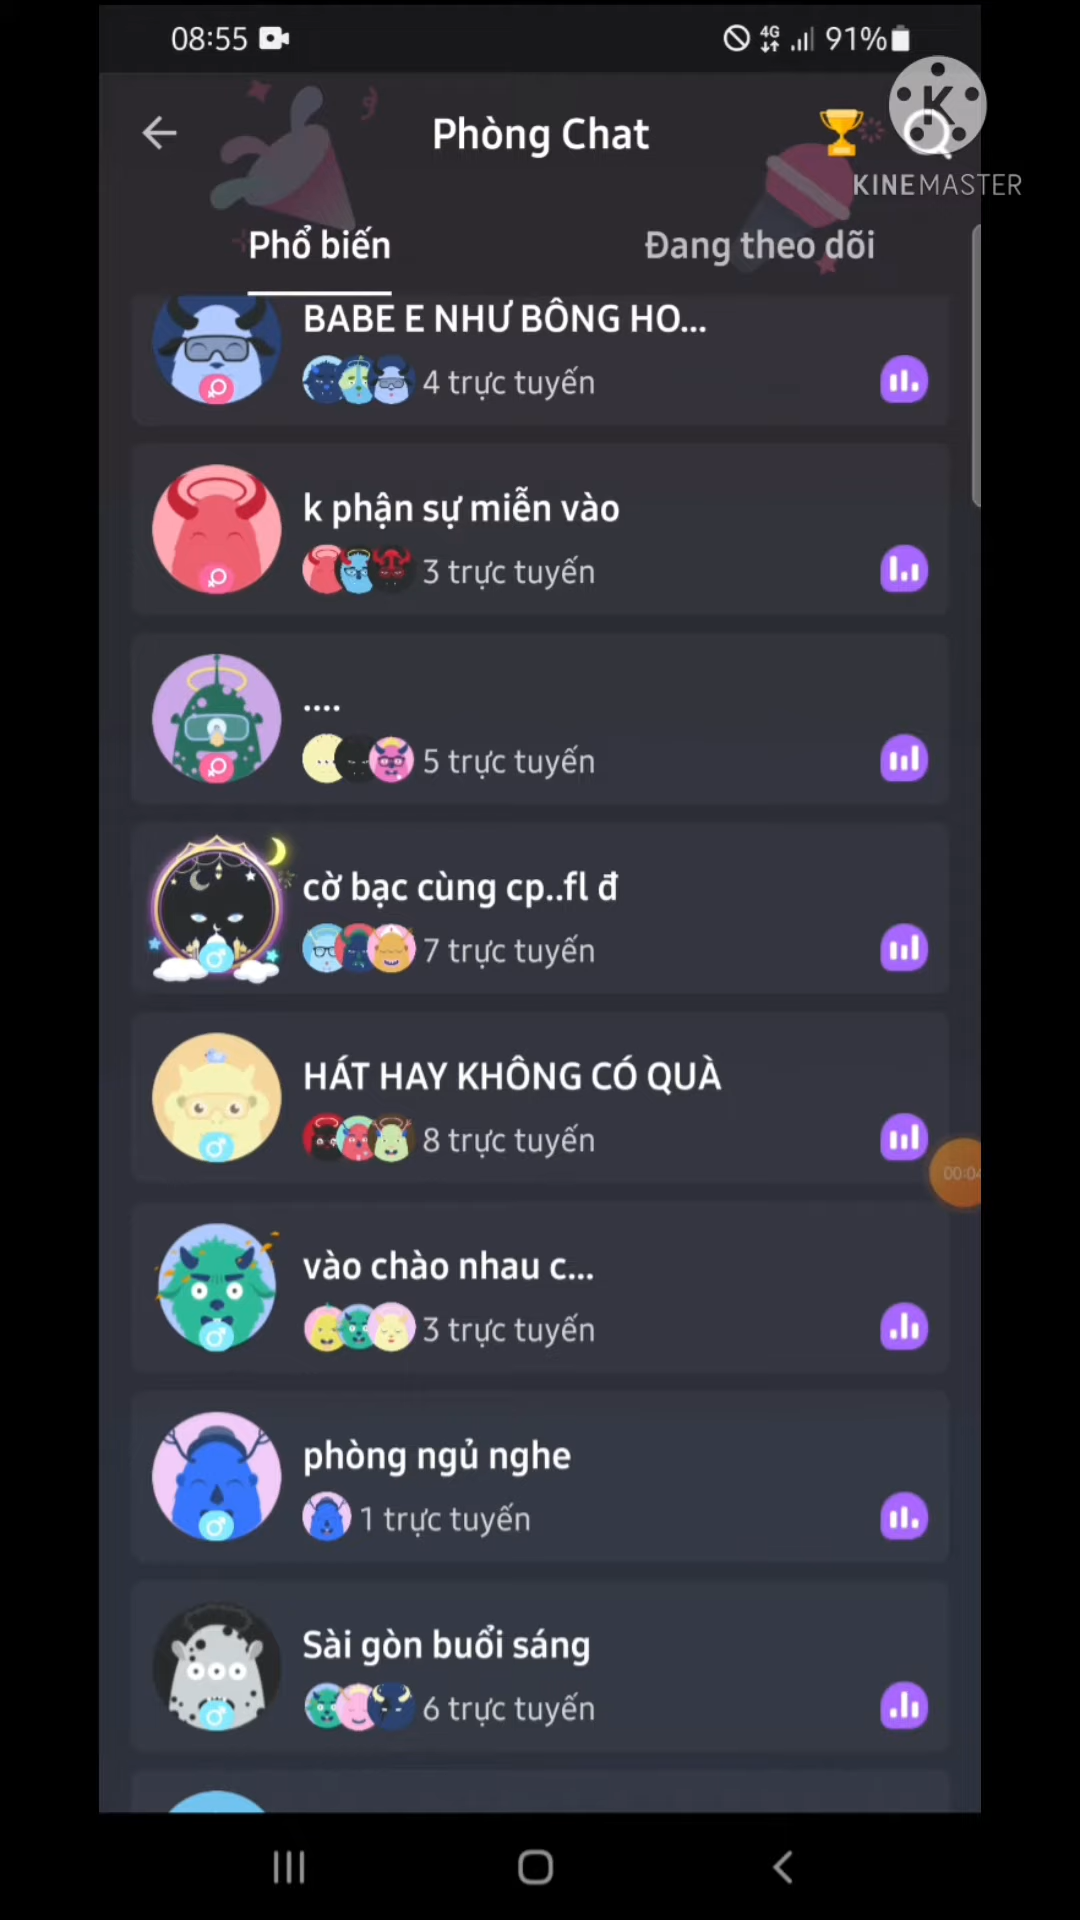 08:55
4G
91%
Phòng Chat
KINEMASTER
Phổ biến
Đang theo dõi
BABE E NHƯ BÔNG HO...
4 trực tuyến
k phận sự miễn vào
3 trực tuyến
....
5 trực tuyến
cờ bạc cùng cp..fl đ
7 trực tuyến
HÁT HAY KHÔNG CÓ QUÀ
8 trực tuyến
00:04
vào chào nhau c...
3 trực tuyến
phòng ngủ nghe
1 trực tuyến
Sài gòn buổi sáng
6 trực tuyến